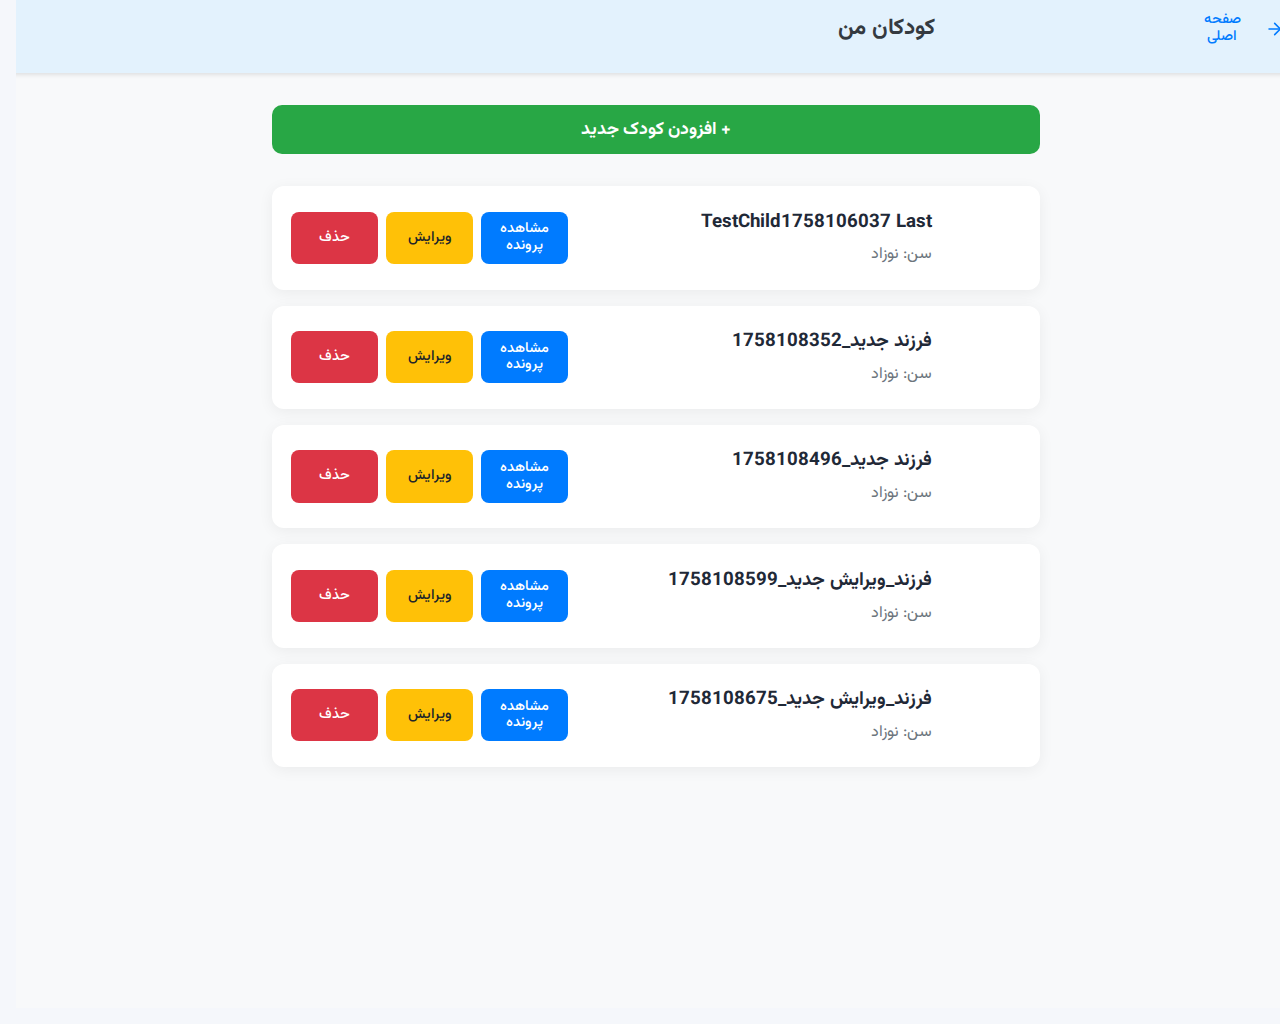 صفحه
اصلی
کودکان من
+ افزودن کودک جدید
TestChild1758106037 Last
سن: نوزاد
مشاهده
پرونده
ویرایش
حذف
فرزند جدید_1758108352
سن: نوزاد
مشاهده
پرونده
ویرایش
حذف
فرزند جدید_1758108496
سن: نوزاد
مشاهده
پرونده
ویرایش
حذف
فرزند_ویرایش جدید_1758108599
سن: نوزاد
مشاهده
پرونده
ویرایش
حذف
فرزند_ویرایش جدید_1758108675
سن: نوزاد
مشاهده
پرونده
ویرایش
حذف